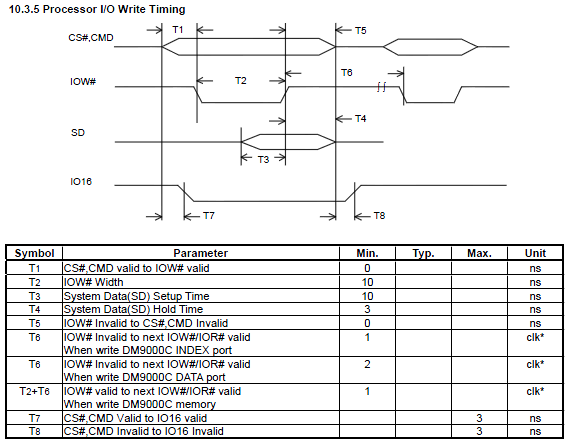 10.3.5 Processor I/O Write Timing
T1
T5
CS#,CMD
IOW#
T2
T6
T4
SD
T3
IO16
T7
T8
Symbol Parameter Min. Typ. Max. Unit
T1 CS#,CMD valid to IOW# valid 0 ns
T2 IOW# Width 10 ns
T3 System Data(SD) Setup Time 10 ns
T4 System Data(SD) Hold Time 3 ns
T5 IOW# Invalid to CS#,CMD Invalid 0 ns
T6 IOW# Invalid to next IOW#/IOR# valid 1 clk*
When write DM9000C INDEX port
T6 IOW# Invalid to next IOW#/IOR# valid 2 clk*
When write DM9000C DATA port
T2+T6 IOW# valid to next IOW#/IOR# valid 1 clk*
When write DM9000C memory
T7 CS#,CMD Valid to IO16 valid 3 ns
T8 CS#,CMD Invalid to IO16 Invalid 3 ns